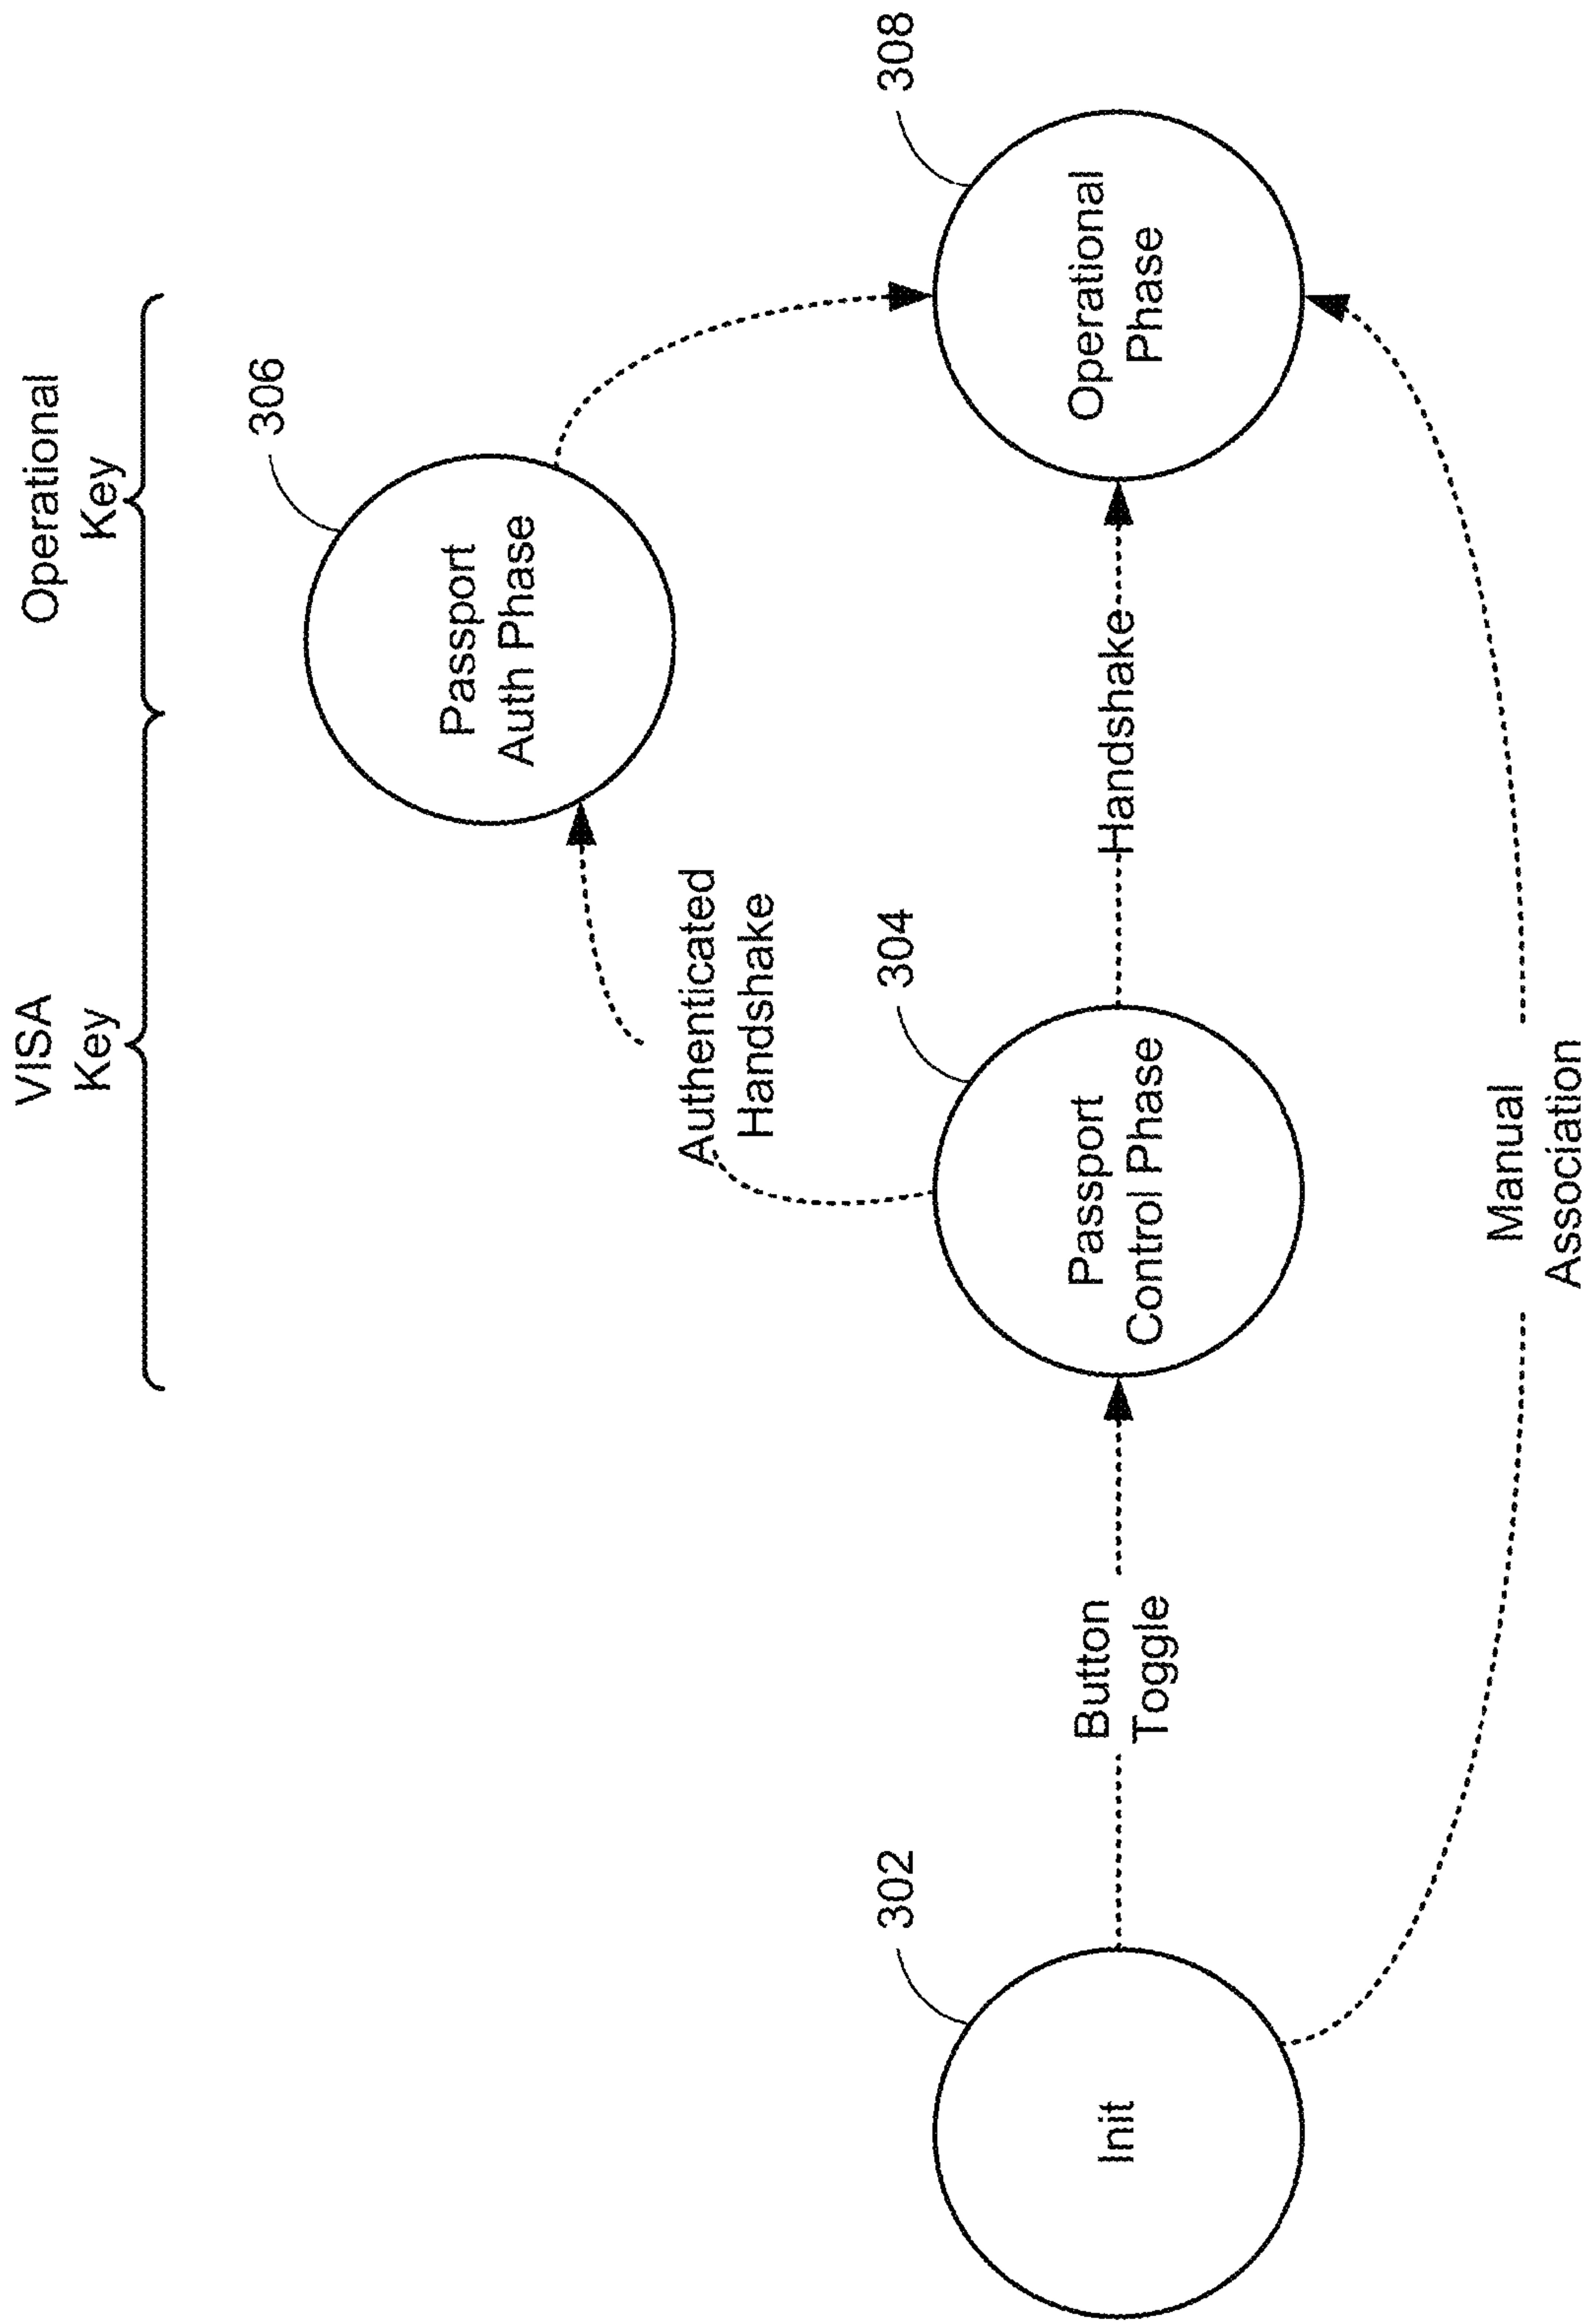 VISA
Key
Operational
Key
306
Passport
Auth Phase
Authenticated
Handshake
302
304
308
Init
Button
Toggle
Passport
Control Phase
Handshake
Operational
Phase
Manual
Association